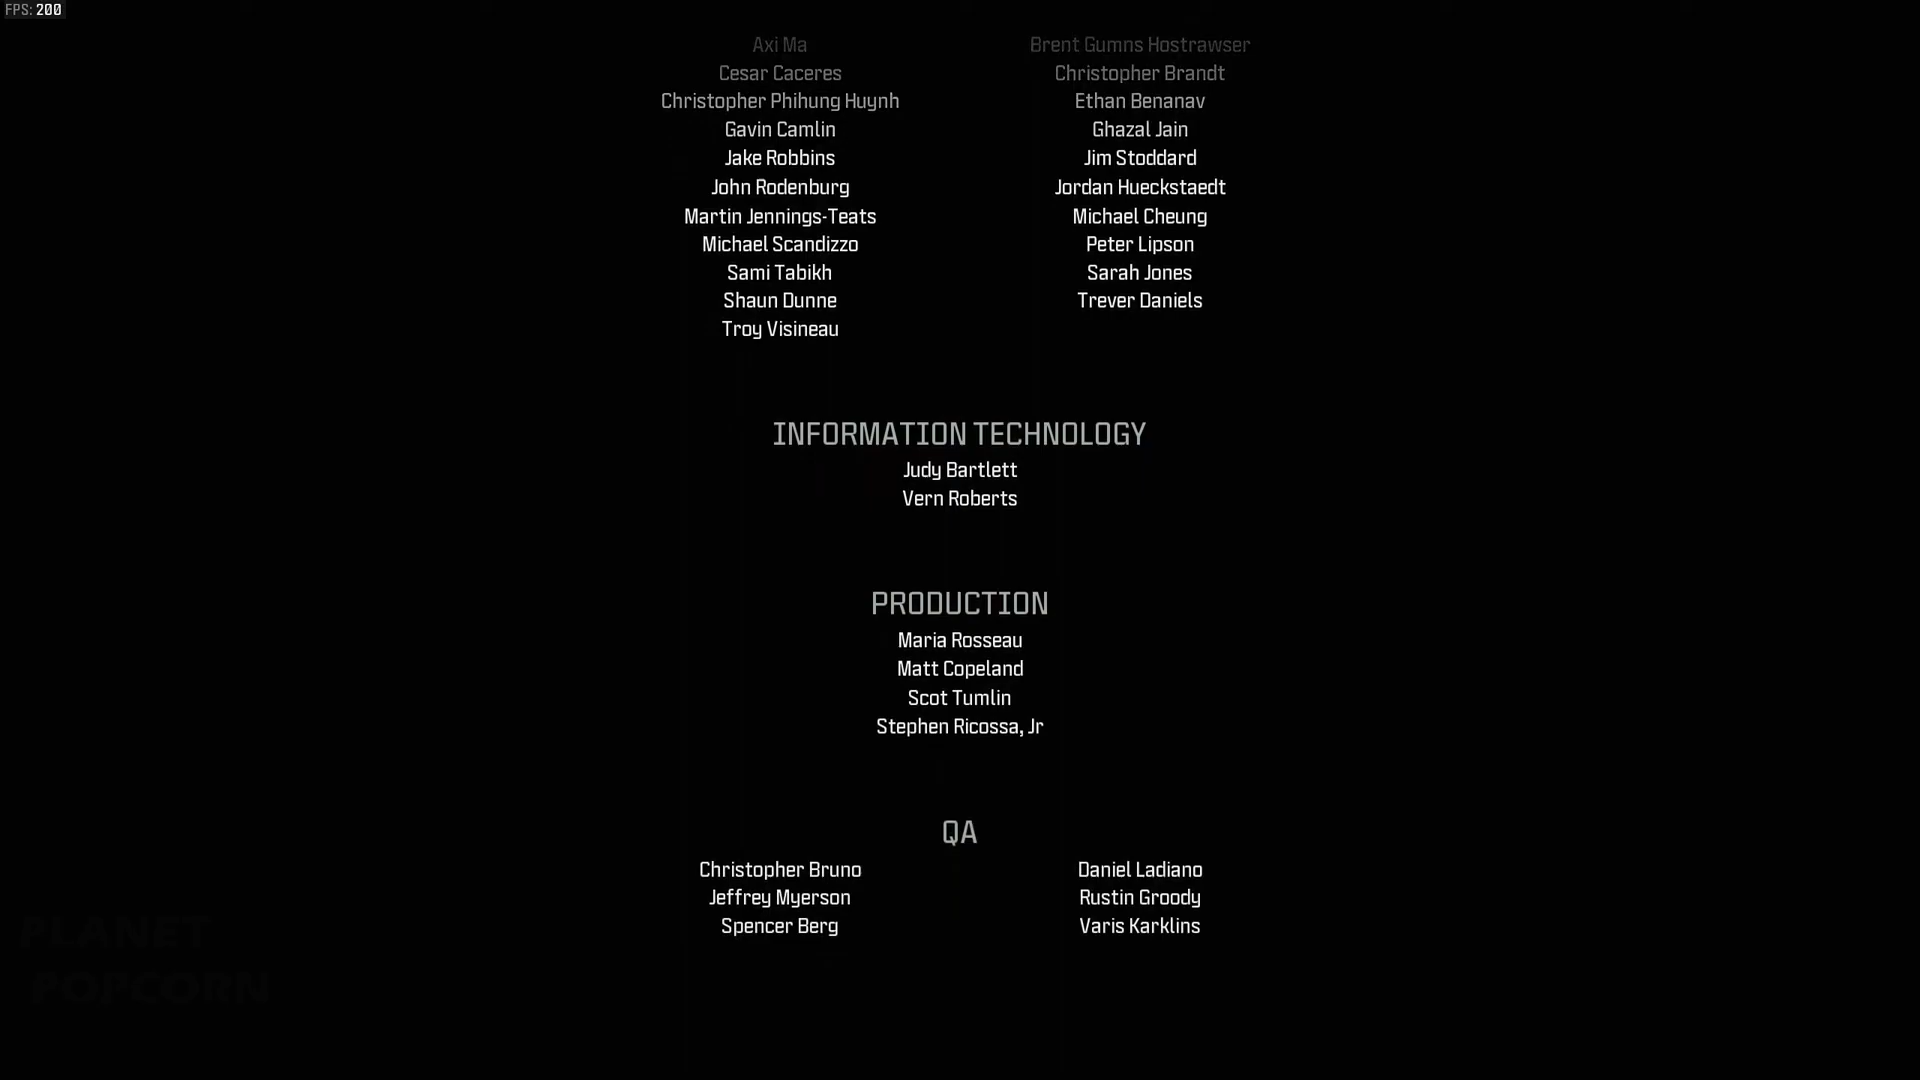 FPS: 200
Axi Ma Brent Gumns Hostrawser
Cesar Caceres Christopher Brandt
Christopher Phihung Huynh Ethan Benanav
Gavin Camlin Ghazal Jain
Jake Robbins Jim Stoddard
John Rodenburg Jordan Hueckstaedt
Martin Jennings-Teats Michael Cheung
Michael Scandizzo Peter Lipson
Sami Tabikh Sarah Jones
Shaun Dunne Trever Daniels
Troy Visineau
INFORMATION TECHNOLOGY
Judy Bartlett
Vern Roberts
PRODUCTION
Maria Rosseau
Matt Copeland
Scot Tumlin
Stephen Ricossa, Jr
QA
Christopher Bruno Daniel Ladiano
Jeffrey Myerson Rustin Groody
Spencer Berg Varis Karklins
PLANET
POPCORN